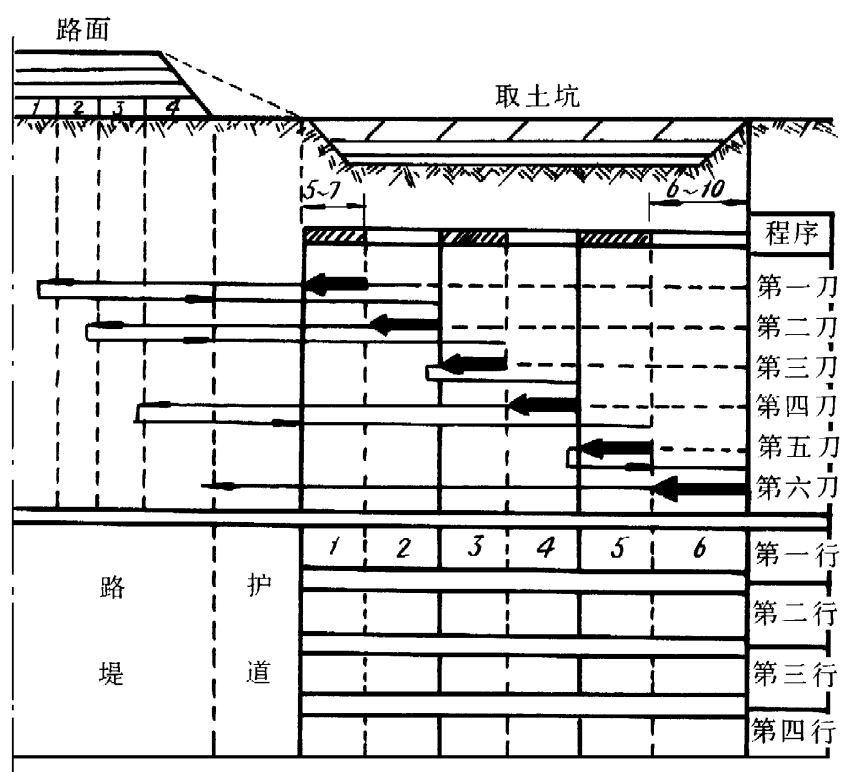 路面
取土坑
1 2 3 4
5~7
6~10
程序
第一刀
第二刀
第三刀
第四刀
第五刀
第六刀
1 2 3 4 5 6
第一行
第二行
第三行
第四行
路堤
护道